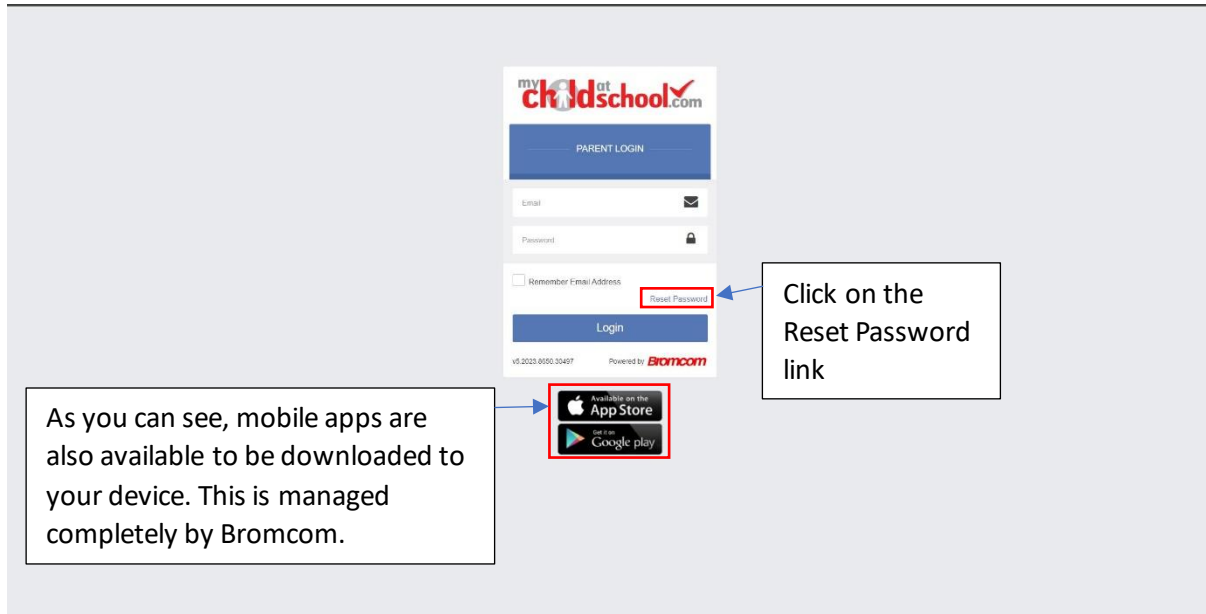 my child at school.com
PARENT LOGIN
Email
Password
Remember Email Address
Reset Password
Login
v5.2023.8650.30497 Powered by Bromcom
Click on the
Reset Password
link
Available on the
App Store
Get it on
Google play
As you can see, mobile apps are
also available to be downloaded to
your device. This is managed
completely by Bromcom.